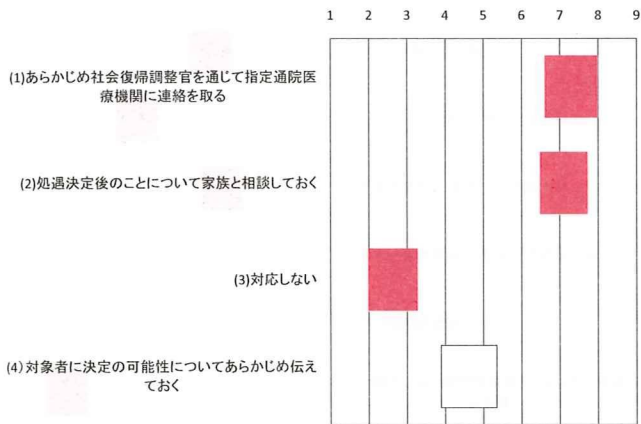 1 2 3 4 5 6 7 8 9
(1)あらかじめ社会復帰調整官を通じて指定通院医
療機関に連絡を取る
(2)処遇決定後のことについて家族と相談しておく
(3)対応しない
(4)対象者に決定の可能性についてあらかじめ伝え
ておく